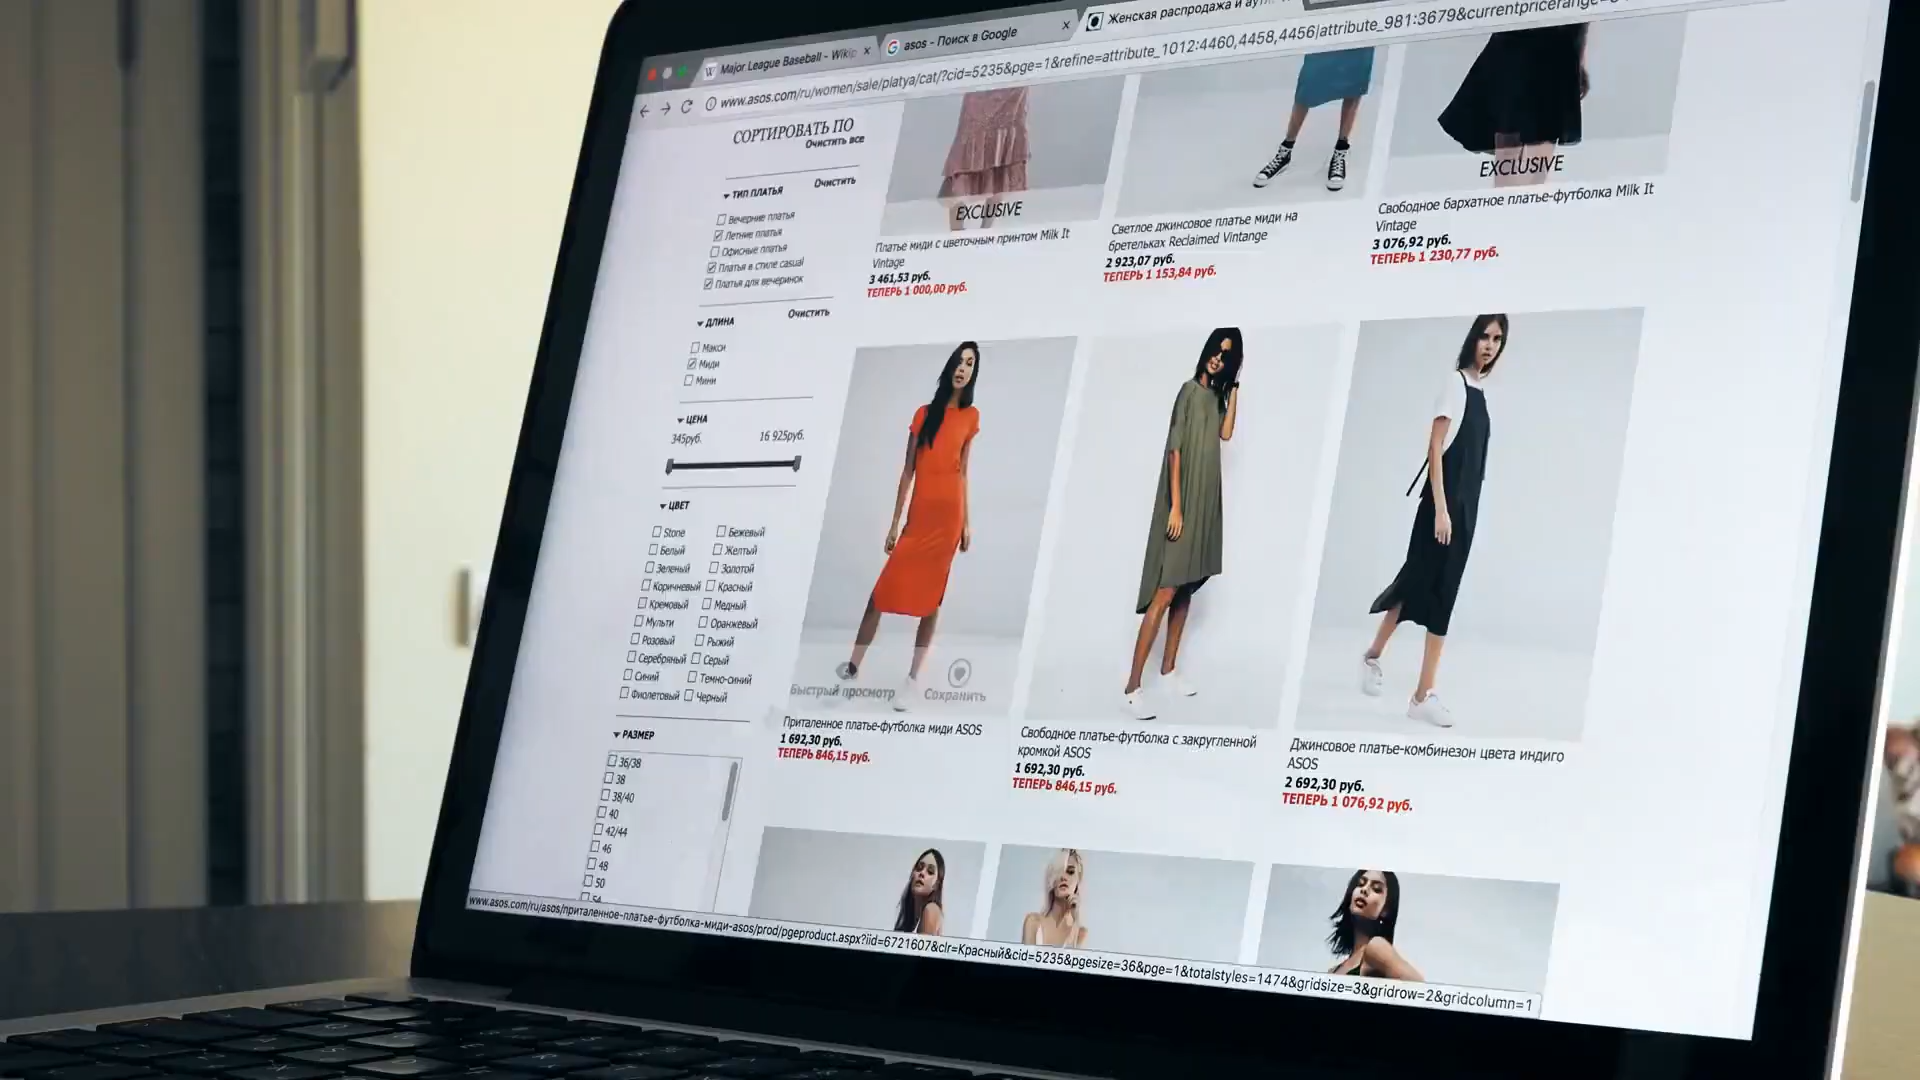 Major League Baseball - Wikip
asos - Поиск в Google
Женская распродажа и аут
www.asos.com/ru/women/sale/platya/cat/?cid=5235&pge=1&refine=attribute_1012:4460,4458,4456|attribute_981:3679&currentpricerange=
СОРТИРОВАТЬ ПО
Очистить все
ТИП ПЛАТЬЯ
Очистить
Вечерние платья
Летние платья
Офисные платья
Платья в стиле casual
Платья для вечеринок
ДЛИНА
Очистить
Макси
Миди
Мини
ЦЕНА
345руб.
16 925руб.
ЦВЕТ
Stone
Бежевый
Белый
Желтый
Зеленый
Золотой
Коричневый
Красный
Кремовый
Медный
Мульти
Оранжевый
Розовый
Рыжий
Серебряный
Серый
Синий
Темно-синий
Фиолетовый
Черный
РАЗМЕР
36/38
38
38/40
40
42/44
46
48
50
54
EXCLUSIVE
Платье миди с цветочным принтом Milk It
Vintage
3 461,53 руб.
ТЕПЕРЬ 1 000,00 руб.
Светлое джинсовое платье миди на
бретельках Reclaimed Vintange
2 923,07 руб.
ТЕПЕРЬ 1 153,84 руб.
EXCLUSIVE
Свободное бархатное платье-футболка Milk It
Vintage
3 076,92 руб.
ТЕПЕРЬ 1 230,77 руб.
Быстрый просмотр
Сохранить
Приталенное платье-футболка миди ASOS
1 692,30 руб.
ТЕПЕРЬ 846,15 руб.
Свободное платье-футболка с закругленной
кромкой ASOS
1 692,30 руб.
ТЕПЕРЬ 846,15 руб.
Джинсовое платье-комбинезон цвета индиго
ASOS
2 692,30 руб.
ТЕПЕРЬ 1 076,92 руб.
www.asos.com/ru/asos/приталенное-платье-футболка-миди-asos/prod/pgeproduct.aspx?iid=6721607&clr=Красный&cid=5235&pgesize=36&pge=1&totalstyles=1474&gridsize=3&gridrow=2&gridcolumn=1